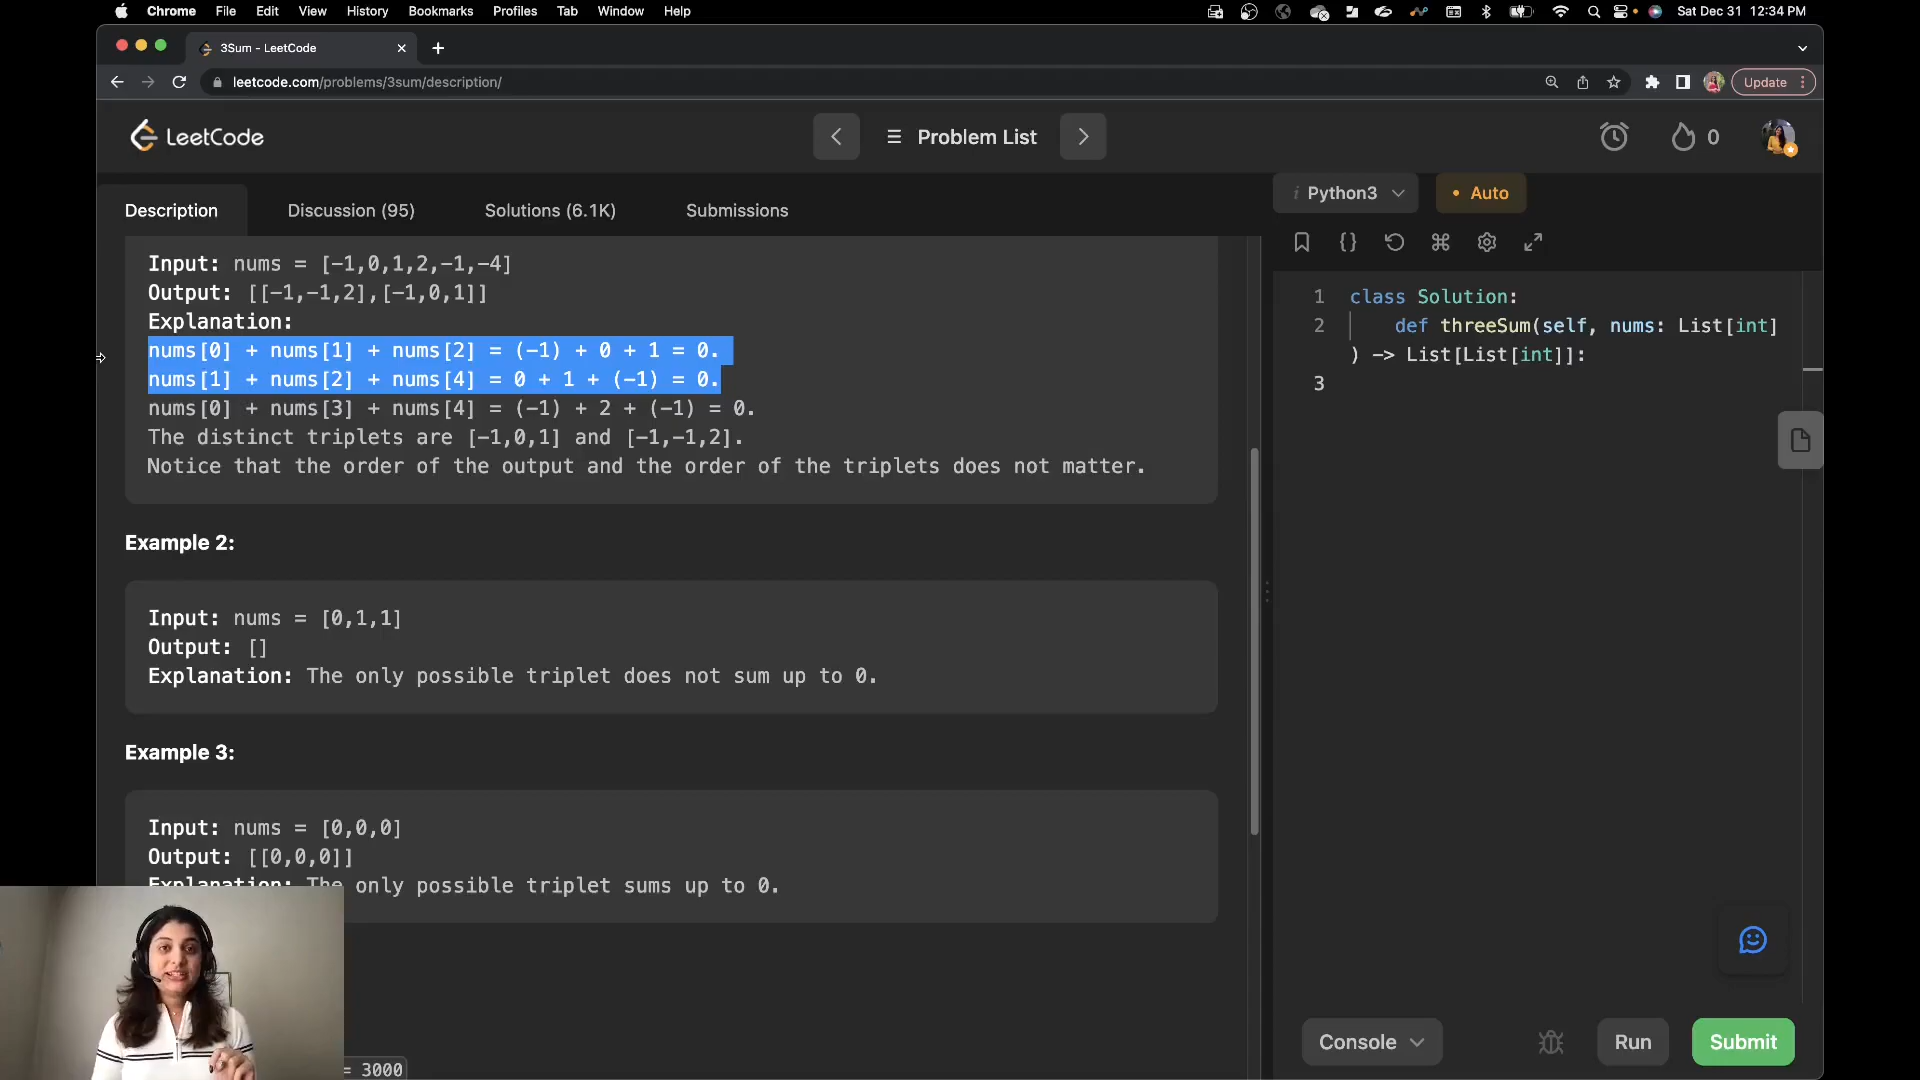 Chrome File Edit View History Bookmarks Profiles Tab Window Help Sat Dec 31 12:34 PM
3Sum - LeetCode
leetcode.com/problems/3sum/description/ Update
LeetCode Problem List 0
Description Discussion (95) Solutions (6.1K) Submissions
Input: nums = [-1,0,1,2,-1,-4]
Output: [[-1,-1,2],[-1,0,1]]
Explanation:
nums[0] + nums[1] + nums[2] = (-1) + 0 + 1 = 0.
nums[1] + nums[2] + nums[4] = 0 + 1 + (-1) = 0.
nums[0] + nums[3] + nums[4] = (-1) + 2 + (-1) = 0.
The distinct triplets are [-1,0,1] and [-1,-1,2].
Notice that the order of the output and the order of the triplets does not matter.
Example 2:
Input: nums = [0,1,1]
Output: []
Explanation: The only possible triplet does not sum up to 0.
Example 3:
Input: nums = [0,0,0]
Output: [[0,0,0]]
Explanation: The only possible triplet sums up to 0.
= 3000
Python3 Auto
1 class Solution:
2 def threeSum(self, nums: List[int]
) -> List[List[int]]:
3
Console Run Submit